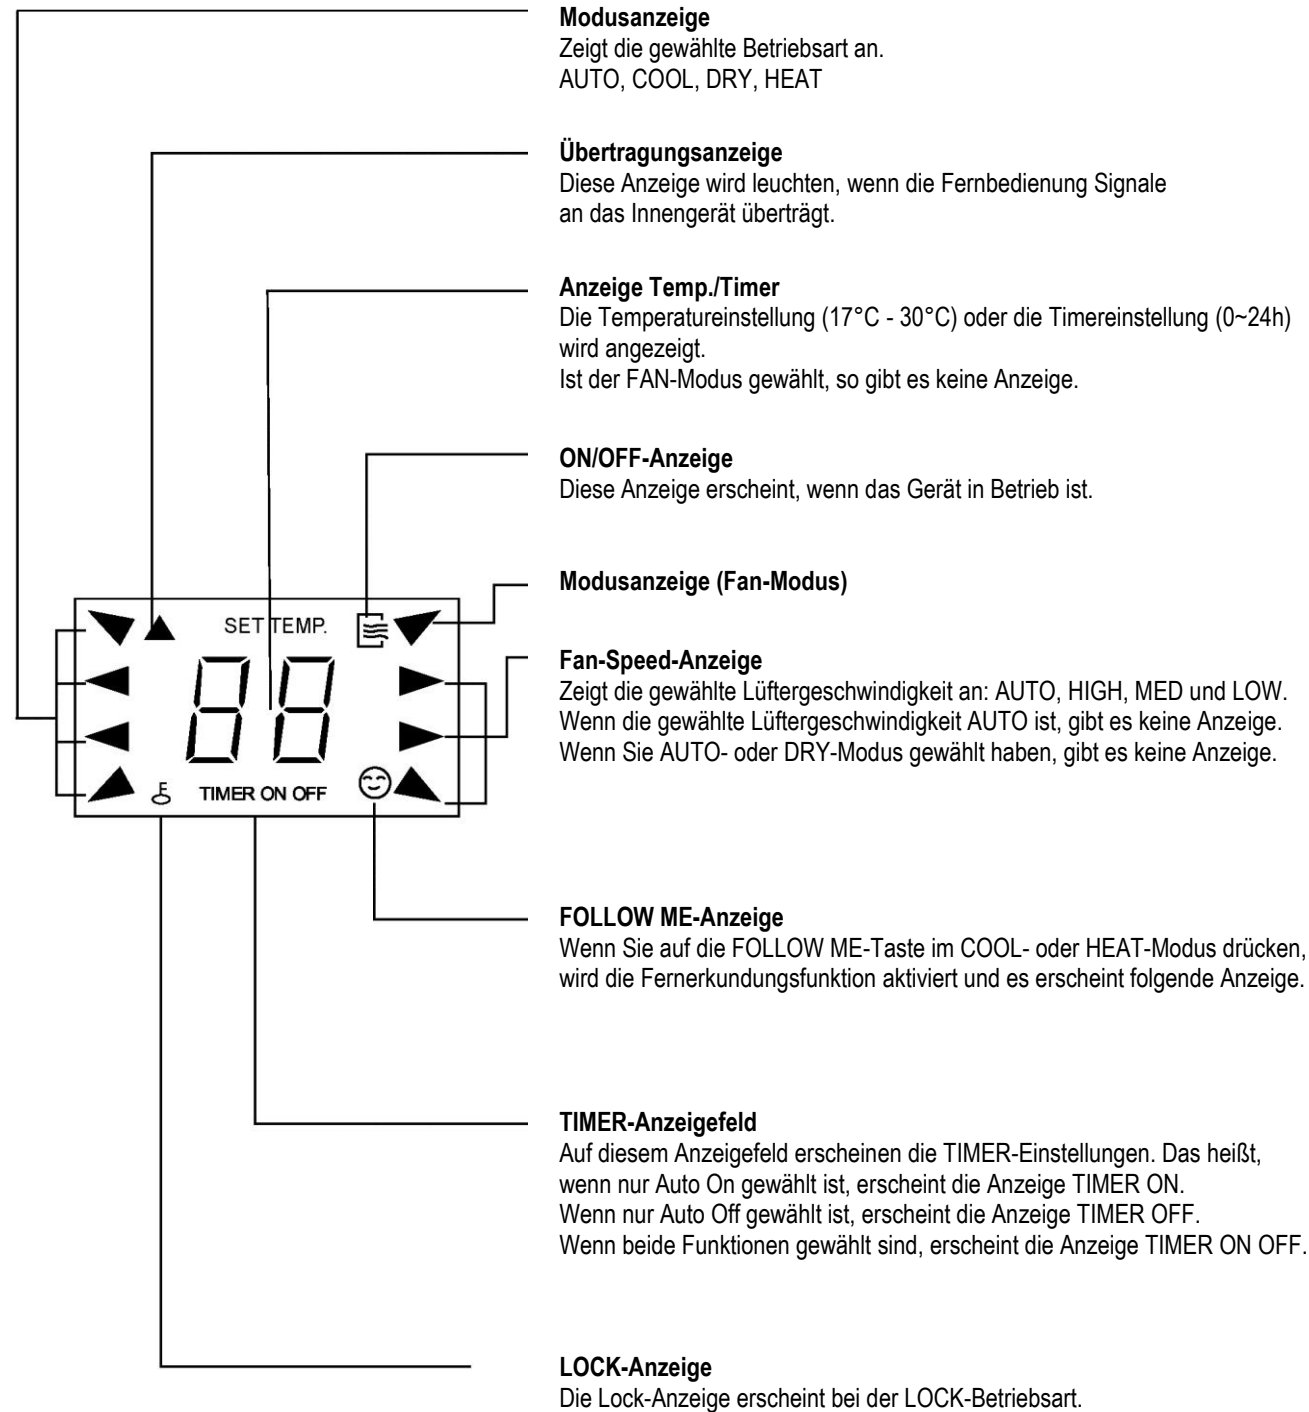 Modusanzeige
Zeigt die gewählte Betriebsart an.
AUTO, COOL, DRY, HEAT
Übertragungsanzeige
Diese Anzeige wird leuchten, wenn die Fernbedienung Signale
an das Innengerät überträgt.
Anzeige Temp./Timer
Die Temperatureinstellung (17°C - 30°C) oder die Timereinstellung (0~24h)
wird angezeigt.
Ist der FAN-Modus gewählt, so gibt es keine Anzeige.
ON/OFF-Anzeige
Diese Anzeige erscheint, wenn das Gerät in Betrieb ist.
Modusanzeige (Fan-Modus)
SET TEMP.
88
TIMER ON OFF
Fan-Speed-Anzeige
Zeigt die gewählte Lüftergeschwindigkeit an: AUTO, HIGH, MED und LOW.
Wenn die gewählte Lüftergeschwindigkeit AUTO ist, gibt es keine Anzeige.
Wenn Sie AUTO- oder DRY-Modus gewählt haben, gibt es keine Anzeige.
FOLLOW ME-Anzeige
Wenn Sie auf die FOLLOW ME-Taste im COOL- oder HEAT-Modus drücken,
wird die Fernerkundungsfunktion aktiviert und es erscheint folgende Anzeige.
TIMER-Anzeigefeld
Auf diesem Anzeigefeld erscheinen die TIMER-Einstellungen. Das heißt,
wenn nur Auto On gewählt ist, erscheint die Anzeige TIMER ON.
Wenn nur Auto Off gewählt ist, erscheint die Anzeige TIMER OFF.
Wenn beide Funktionen gewählt sind, erscheint die Anzeige TIMER ON OFF.
LOCK-Anzeige
Die Lock-Anzeige erscheint bei der LOCK-Betriebsart.